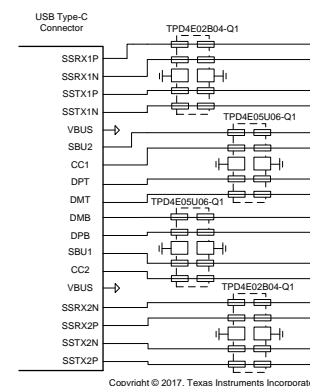 USB Type-C
Connector
TPD4E02B04-Q1
SSRX1P
SSRX1N
SSTX1P
SSTX1N
VBUS
SBU2
TPD4E05U06-Q1
CC1
DPT
DMT
TPD4E05U06-Q1
DMB
DPB
SBU1
CC2
VBUS
TPD4E02B04-Q1
SSRX2N
SSRX2P
SSTX2N
SSTX2P
Copyright © 2017, Texas Instruments Incorporate